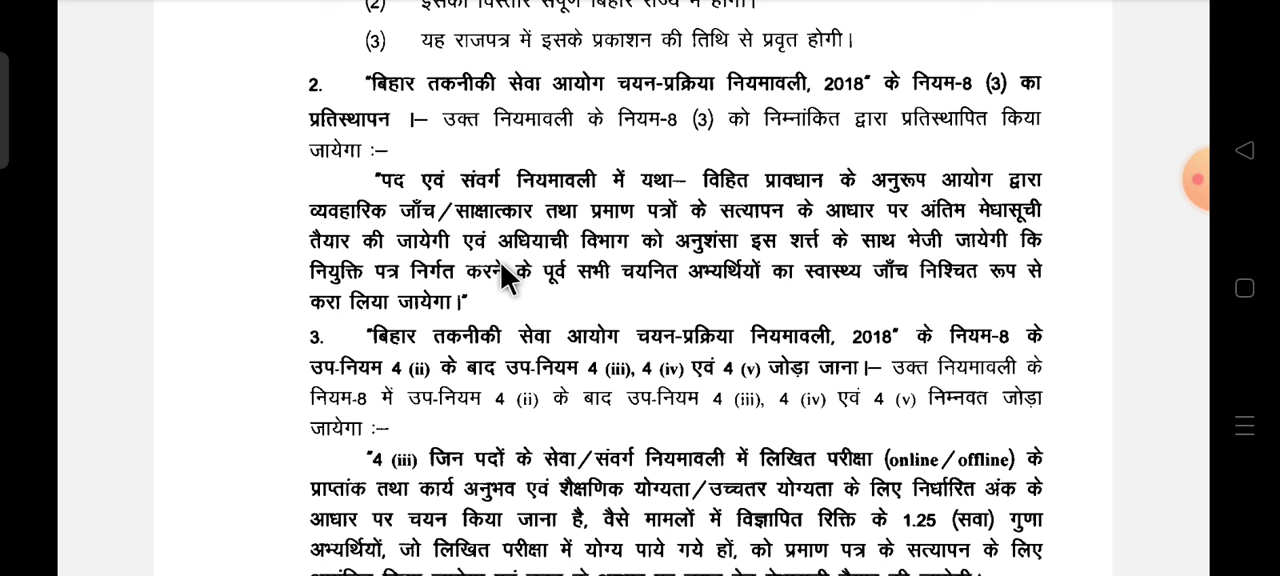 (2) इसका विस्तार संपूर्ण बिहार राज्य में होगा।
(3) यह राजपत्र में इसके प्रकाशन की तिथि से प्रवृत होगी।
2. "बिहार तकनीकी सेवा आयोग चयन-प्रक्रिया नियमावली, 2018" के नियम-8 (3) का
प्रतिस्थापन ।– उक्त नियमावली के नियम-8 (3) को निम्नांकित द्वारा प्रतिस्थापित किया
जायेगा :–
"पद एवं संवर्ग नियमावली में यथा– विहित प्रावधान के अनुरूप आयोग द्वारा
व्यवहारिक जाँच/साक्षात्कार तथा प्रमाण पत्रों के सत्यापन के आधार पर अंतिम मेधासूची
तैयार की जायेगी एवं अधियाची विभाग को अनुशंसा इस शर्त्त के साथ भेजी जायेगी कि
नियुक्ति पत्र निर्गत करने के पूर्व सभी चयनित अभ्यर्थियों का स्वास्थ्य जाँच निश्चित रूप से
करा लिया जायेगा।"
3. "बिहार तकनीकी सेवा आयोग चयन-प्रक्रिया नियमावली, 2018" के नियम-8 के
उप-नियम 4 (ii) के बाद उप-नियम 4 (iii), 4 (iv) एवं 4 (v) जोड़ा जाना।– उक्त नियमावली के
नियम-8 में उप-नियम 4 (ii) के बाद उप-नियम 4 (iii), 4 (iv) एवं 4 (v) निम्नवत जोड़ा
जायेगा :–
"4 (iii) जिन पदों के सेवा/संवर्ग नियमावली में लिखित परीक्षा (online/offline) के
प्राप्तांक तथा कार्य अनुभव एवं शैक्षणिक योग्यता/उच्चतर योग्यता के लिए निर्धारित अंक के
आधार पर चयन किया जाना है, वैसे मामलों में विज्ञापित रिक्ति के 1.25 (सवा) गुणा
अभ्यर्थियों, जो लिखित परीक्षा में योग्य पाये गये हों, को प्रमाण पत्र के सत्यापन के लिए